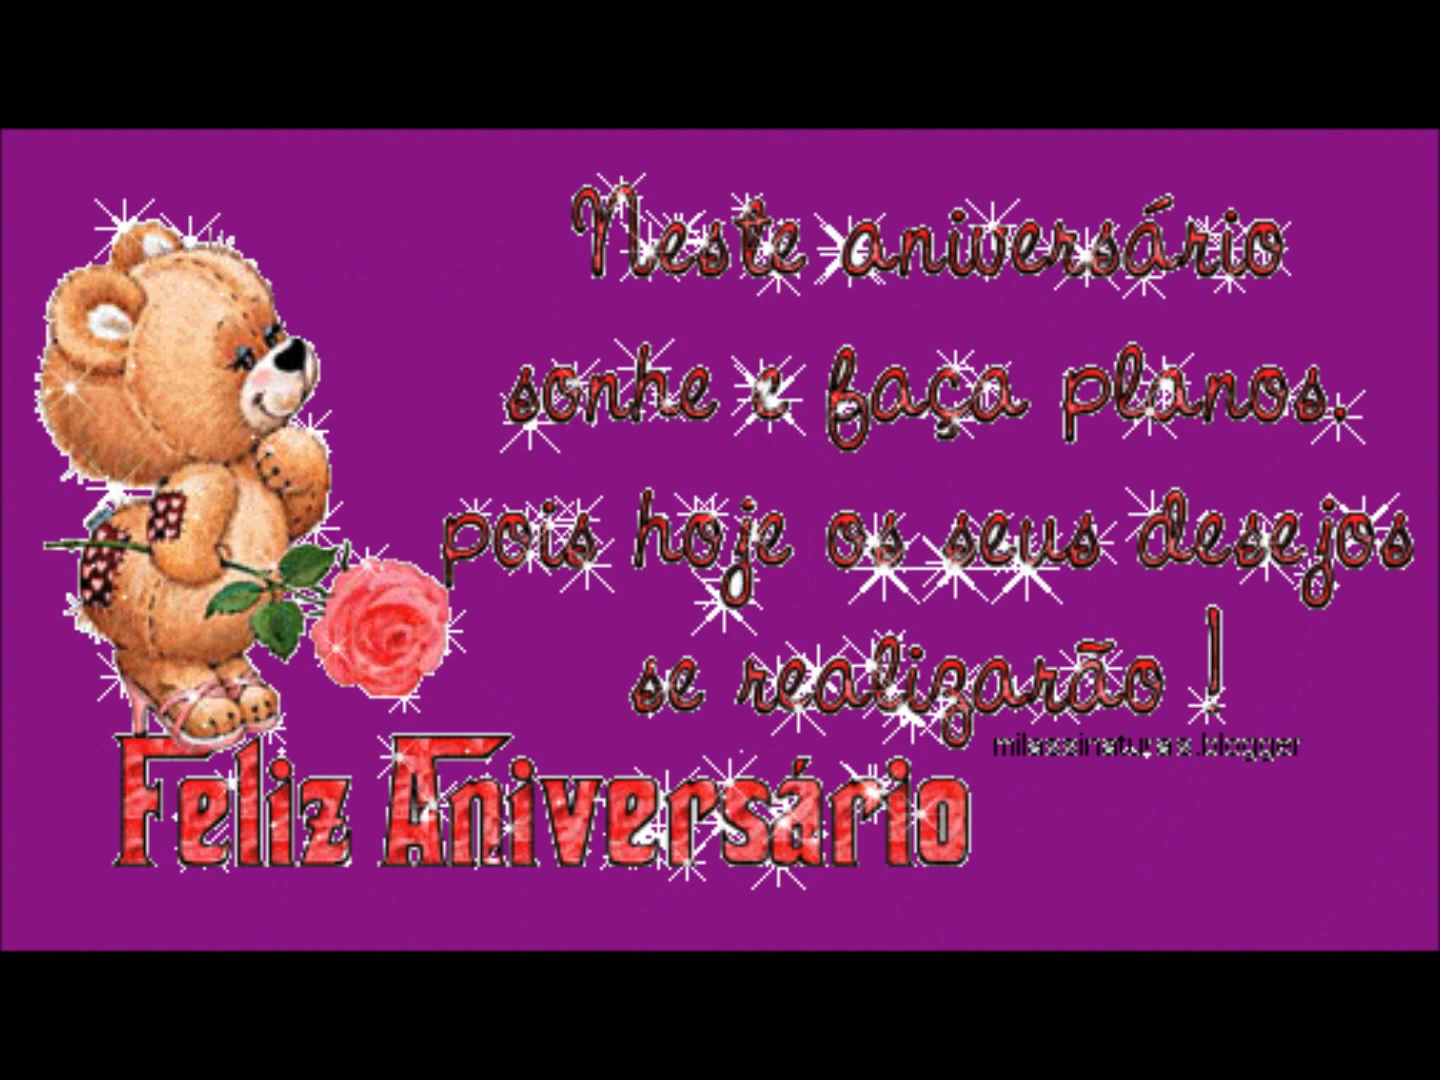 Neste aniversário
sonhe e faça planos,
pois hoje os seus desejos
se realizarão !
milassinaturas.blogger
Feliz Aniversário